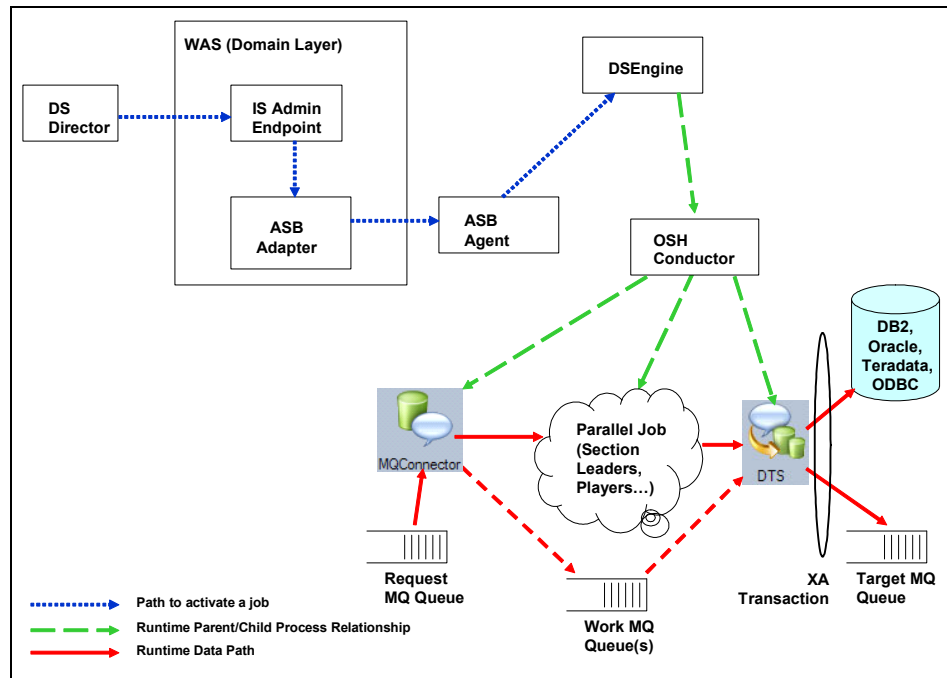 WAS (Domain Layer)
DSEngine
DS
Director
IS Admin
Endpoint
ASB
Adapter
ASB
Agent
OSH
Conductor
DB2,
Oracle,
Teradata,
ODBC
MQConnector
Parallel Job
(Section
Leaders,
Players...)
DTS
Request
MQ Queue
Work MQ
Queue(s)
XA
Transaction
Target MQ
Queue
Path to activate a job
Runtime Parent/Child Process Relationship
Runtime Data Path